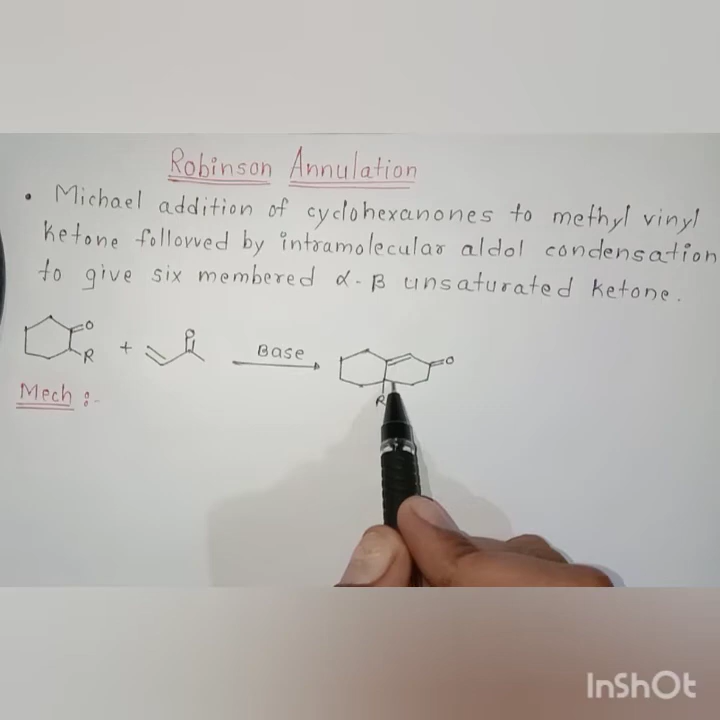 Robinson Annulation
• Michael addition of cyclohexanones to methyl vinyl
ketone followed by intramolecular aldol condensation
to give six membered α-β unsaturated ketone.
O
R
+
O
Base
O
R
Mech :-
InShOt